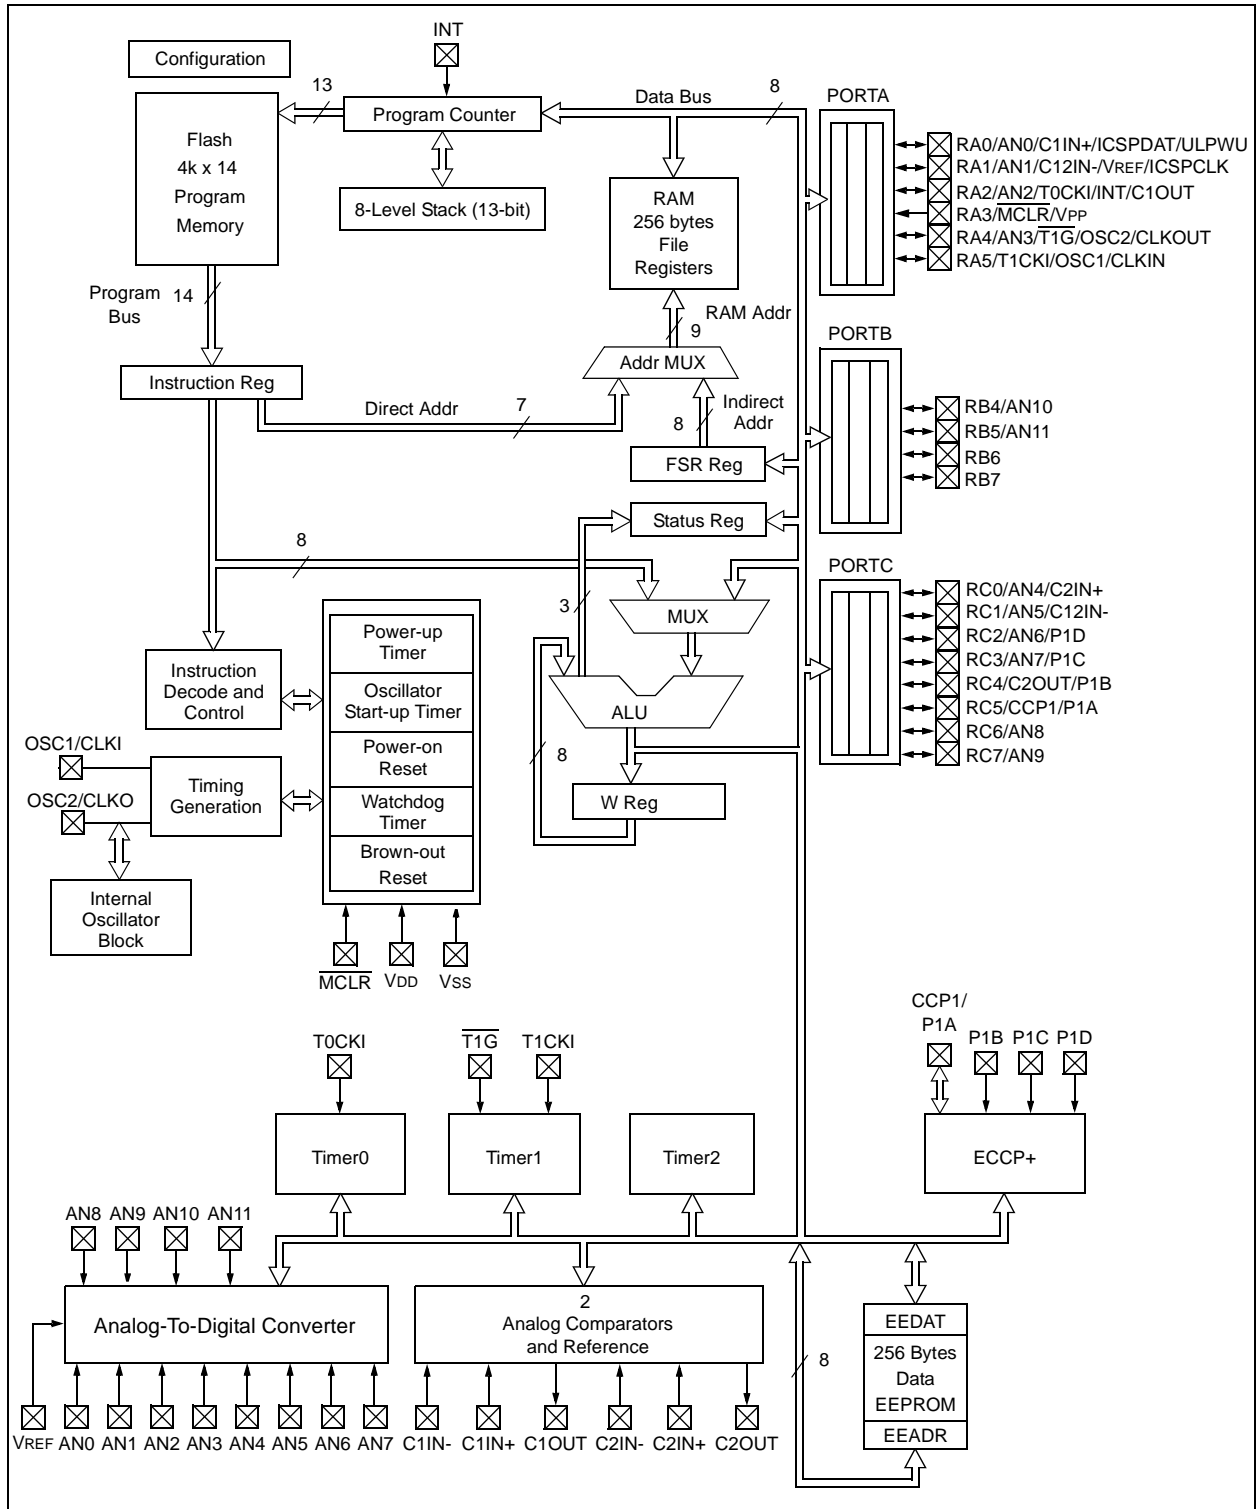 INT
Configuration
13
Program Counter
Data Bus
8
PORTA
Flash
4k x 14
Program
Memory
8-Level Stack (13-bit)
RAM
256 bytes
File
Registers
RA0/AN0/C1IN+/ICSPDAT/ULPWU
RA1/AN1/C12IN-/VREF/ICSPCLK
RA2/AN2/T0CKI/INT/C1OUT
RA3/MCLR/VPP
RA4/AN3/T1G/OSC2/CLKOUT
RA5/T1CKI/OSC1/CLKIN
Program
Bus
14
RAM Addr
9
PORTB
Addr MUX
Instruction Reg
Direct Addr
7
Indirect
Addr
8
FSR Reg
RB4/AN10
RB5/AN11
RB6
RB7
Status Reg
8
3
MUX
PORTC
RC0/AN4/C2IN+
RC1/AN5/C12IN-
RC2/AN6/P1D
RC3/AN7/P1C
RC4/C2OUT/P1B
RC5/CCP1/P1A
RC6/AN8
RC7/AN9
Power-up
Timer
Oscillator
Start-up Timer
Power-on
Reset
Watchdog
Timer
Brown-out
Reset
Instruction
Decode and
Control
ALU
8
W Reg
OSC1/CLKI
OSC2/CLKO
Timing
Generation
Internal
Oscillator
Block
MCLR
VDD
VSS
T0CKI
T1G
T1CKI
CCP1/
P1A
P1B
P1C
P1D
Timer0
Timer1
Timer2
ECCP+
AN8
AN9
AN10
AN11
Analog-To-Digital Converter
2
Analog Comparators
and Reference
8
EEDAT
256 Bytes
Data
EEPROM
EEADR
VREF
AN0
AN1
AN2
AN3
AN4
AN5
AN6
AN7
C1IN-
C1IN+
C1OUT
C2IN-
C2IN+
C2OUT